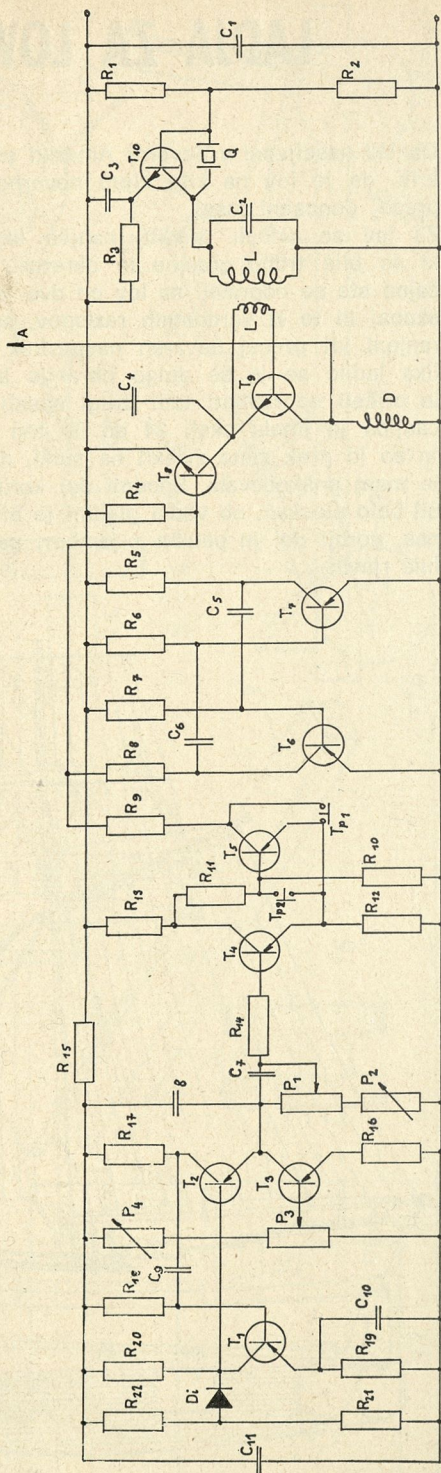 C1
R1
R2
T10
Q
C3
C2
R3
L
L
A
C4
T9
T8
D
R4
R5
R6
C5
T7
R7
C6
R8
T6
R9
T5
Tp1
R11
R10
Tp2
R15
T4
R12
R15
R14
C7
8
P1
P2
R17
T2
T3
R16
P4
P3
C9
R18
T1
C10
R20
R19
Di
R22
R21
C11